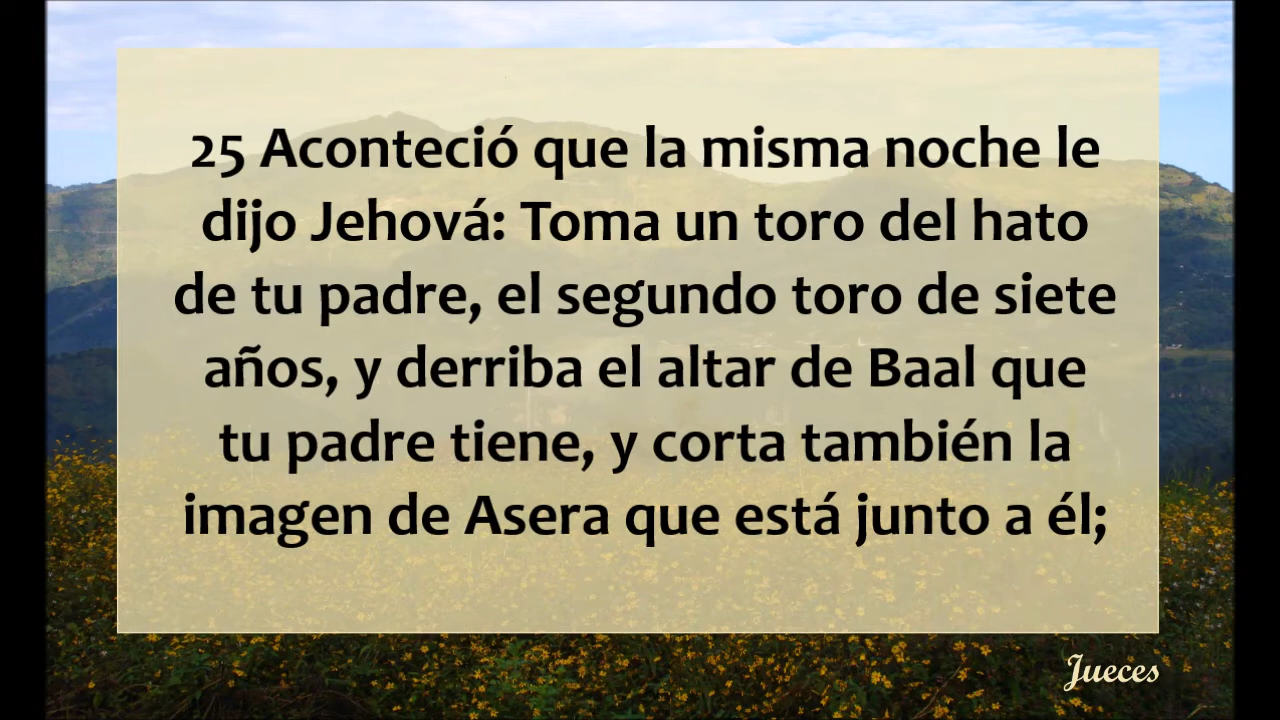 25 Aconteció que la misma noche le
dijo Jehová: Toma un toro del hato
de tu padre, el segundo toro de siete
años, y derriba el altar de Baal que
tu padre tiene, y corta también la
imagen de Asera que está junto a él;
Jueces